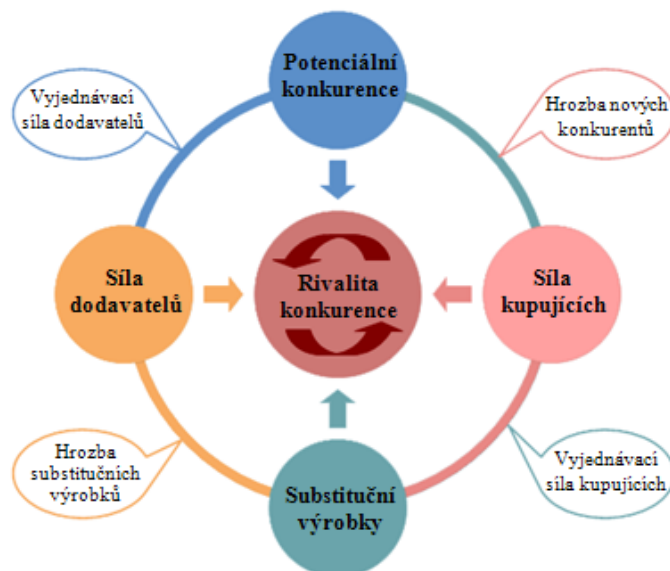 Potenciální
konkurence
Vyjednávací
síla dodavatelů
Hrozba nových
konkurentů
Síla
dodavatelů
Rivalita
konkurence
Síla
kupujících
Hrozba
substitučních
výrobků
Substituční
výrobky
Vyjednávací
síla kupujících